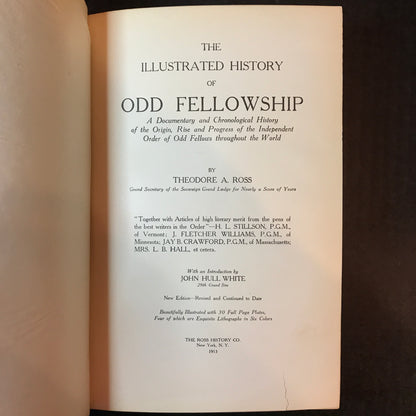 THE
ILLUSTRATED HISTORY
OF
ODD FELLOWSHIP
A Documentary and Chronological History
of the Origin, Rise and Progress of the Independent
Order of Odd Fellows throughout the World
BY
THEODORE A. ROSS
Grand Secretary of the Sovereign Grand Lodge for Nearly a Score of Years
"Together with Articles of high literary merit from the pens of
the best writers in the Order"—H. L. STILLSON, P.G.M.,
of Vermont; J. FLETCHER WILLIAMS, P.G.M., of
Minnesota; JAY B. CRAWFORD, P.G.M., of Massachusetts;
MRS. L. B. HALL, et cetera.
With an Introduction by
JOHN HULL WHITE
29th Grand Sire
New Edition—Revised and Continued to Date
Beautifully Illustrated with 30 Full Page Plates,
Four of which are Exquisite Lithographs in Six Colors
THE ROSS HISTORY CO.
New York, N. Y.
1913